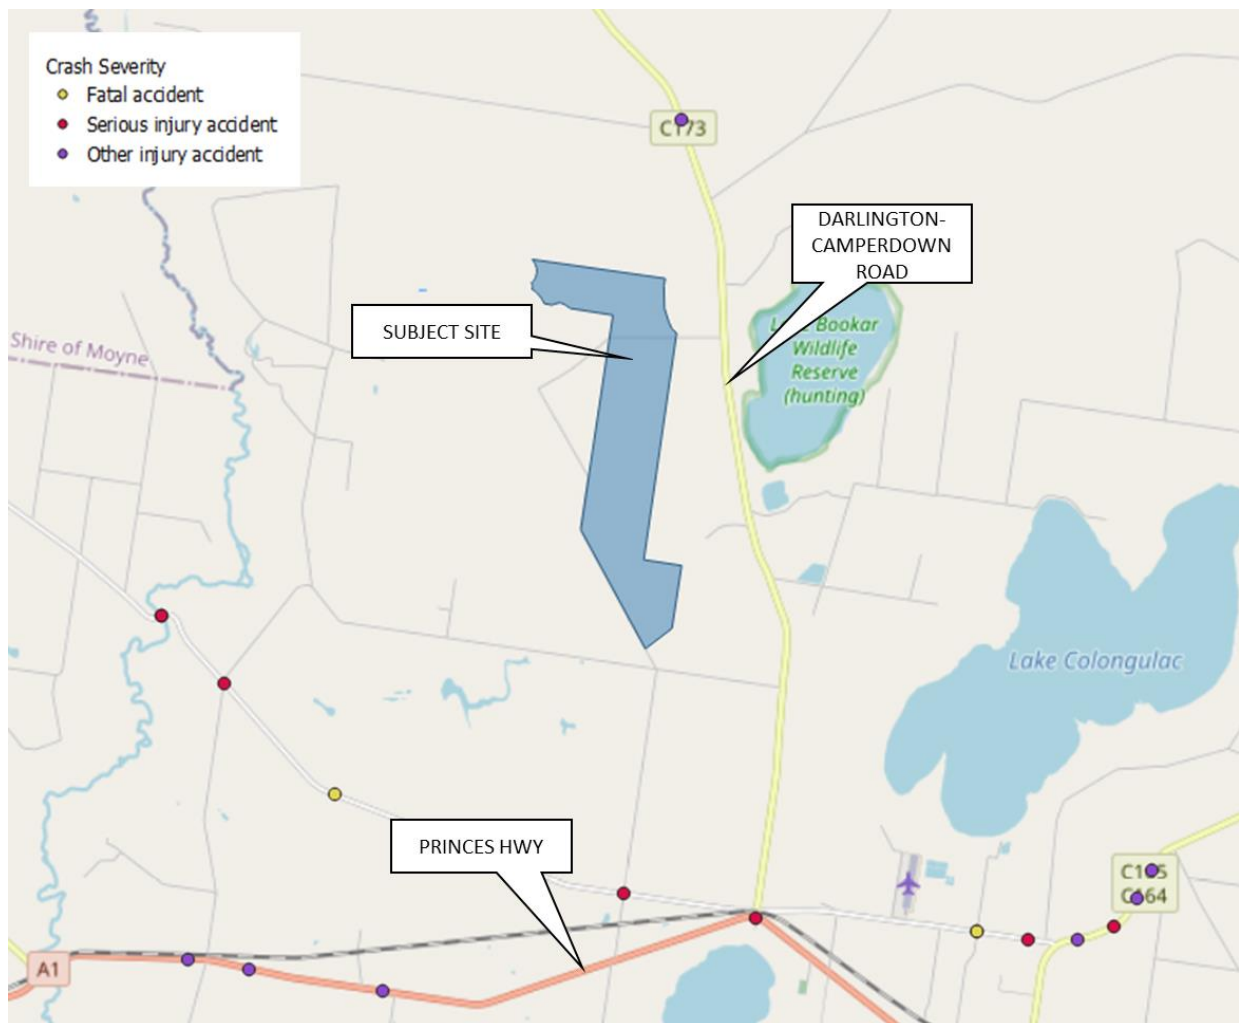 Crash Severity
Fatal accident
Serious injury accident
Other injury accident
C173
DARLINGTON-
CAMPERDOWN
ROAD
SUBJECT SITE
Bookar
Wildlife
Reserve
(hunting)
Shire of Moyne
Lake Colongulac
PRINCES HWY
C164
A1